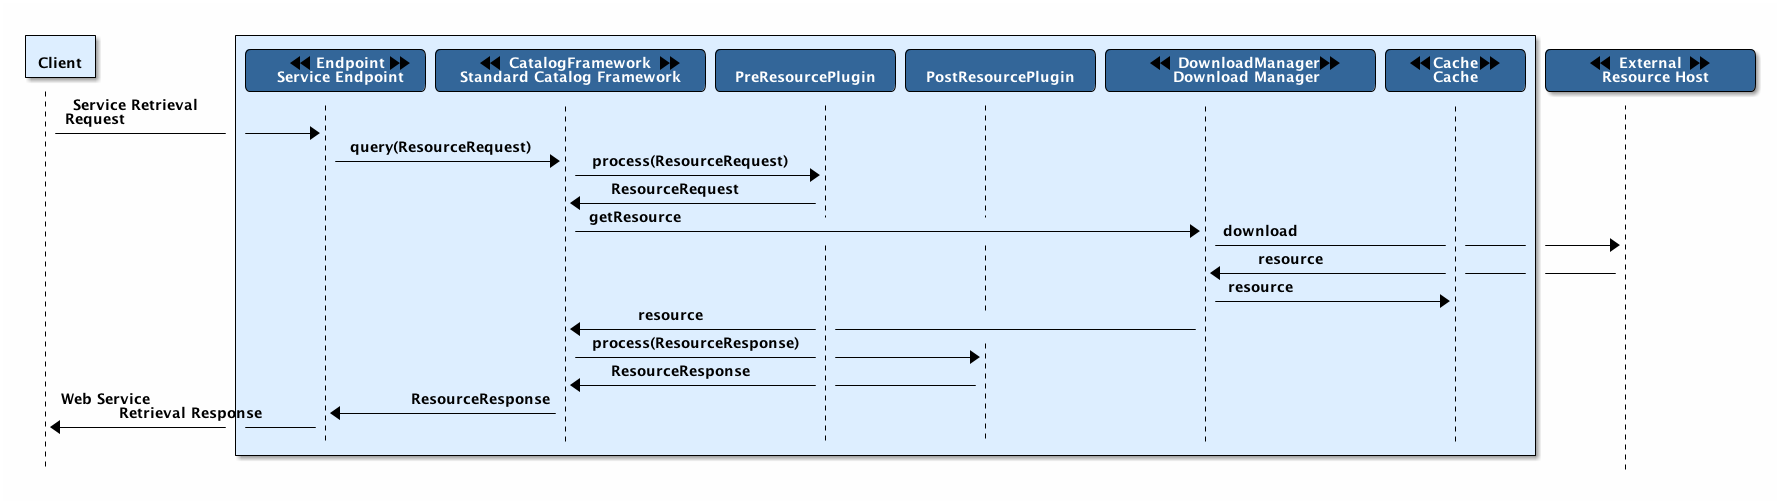 Client
Endpoint
Service Endpoint
CatalogFramework
Standard Catalog Framework
PreResourcePlugin
PostResourcePlugin
DownloadManager
Download Manager
Cache
Cache
External
Resource Host
Service Retrieval
Request
query(ResourceRequest)
process(ResourceRequest)
ResourceRequest
getResource
download
resource
resource
resource
process(ResourceResponse)
ResourceResponse
ResourceResponse
Web Service
Retrieval Response